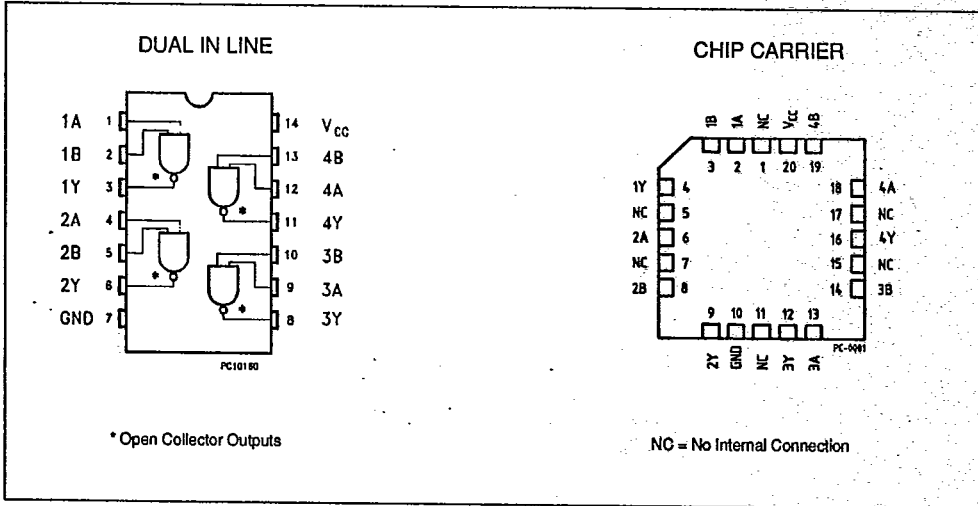 DUAL IN LINE
1A 1
1B 2
1Y 3
2A 4
2B 5
2Y 6
GND 7
14 VCC
13 4B
12 4A
11 4Y
10 3B
9 3A
8 3Y
*
*
*
*
PC10160
* Open Collector Outputs
CHIP CARRIER
1B 1A NC VCC 4B
3 2 1 20 19
1Y 4
NC 5
2A 6
NC 7
2B 8
18 4A
17 NC
16 4Y
15 NC
14 3B
9 10 11 12 13
2Y GND NC 3Y 3A
PC-0081
NC = No Internal Connection